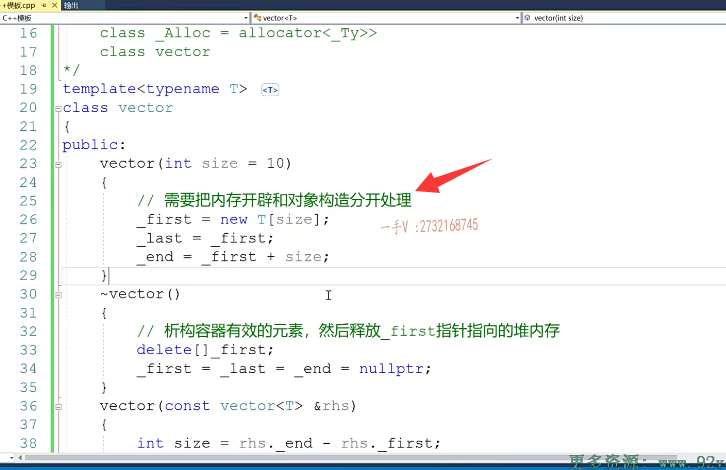 +模板.cpp 输出
C++模板 vector<T> vector(int size)
16 class _Alloc = allocator<_Ty>>
17 class vector
18 */
19 template<typename T> <T>
20 class vector
21 {
22 public:
23 vector(int size = 10)
24 {
25 // 需要把内存开辟和对象构造分开处理
26 _first = new T[size];
27 _last = _first;
28 _end = _first + size;
29 }
30 ~vector()
31 {
32 // 析构容器有效的元素，然后释放_first指针指向的堆内存
33 delete[]_first;
34 _first = _last = _end = nullptr;
35 }
36 vector(const vector<T> &rhs)
37 {
38 int size = rhs._end - rhs._first;
一手V :2732168745
更多资源: www.92